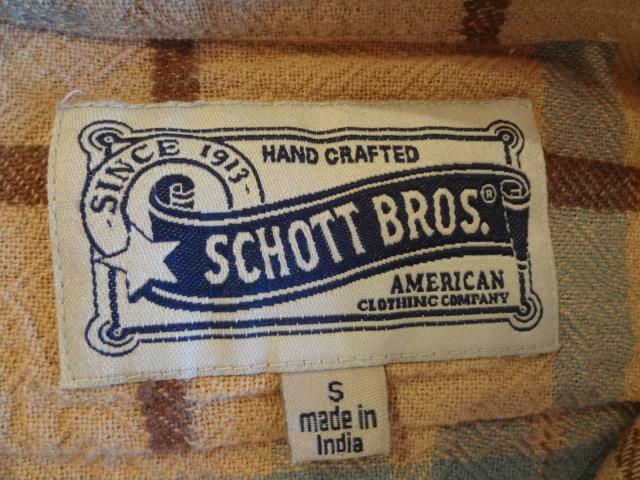 -SINCE 1913-
HAND CRAFTED
SCHOTT BROS.®
AMERICAN
CLOTHING COMPANY
S
made in
India